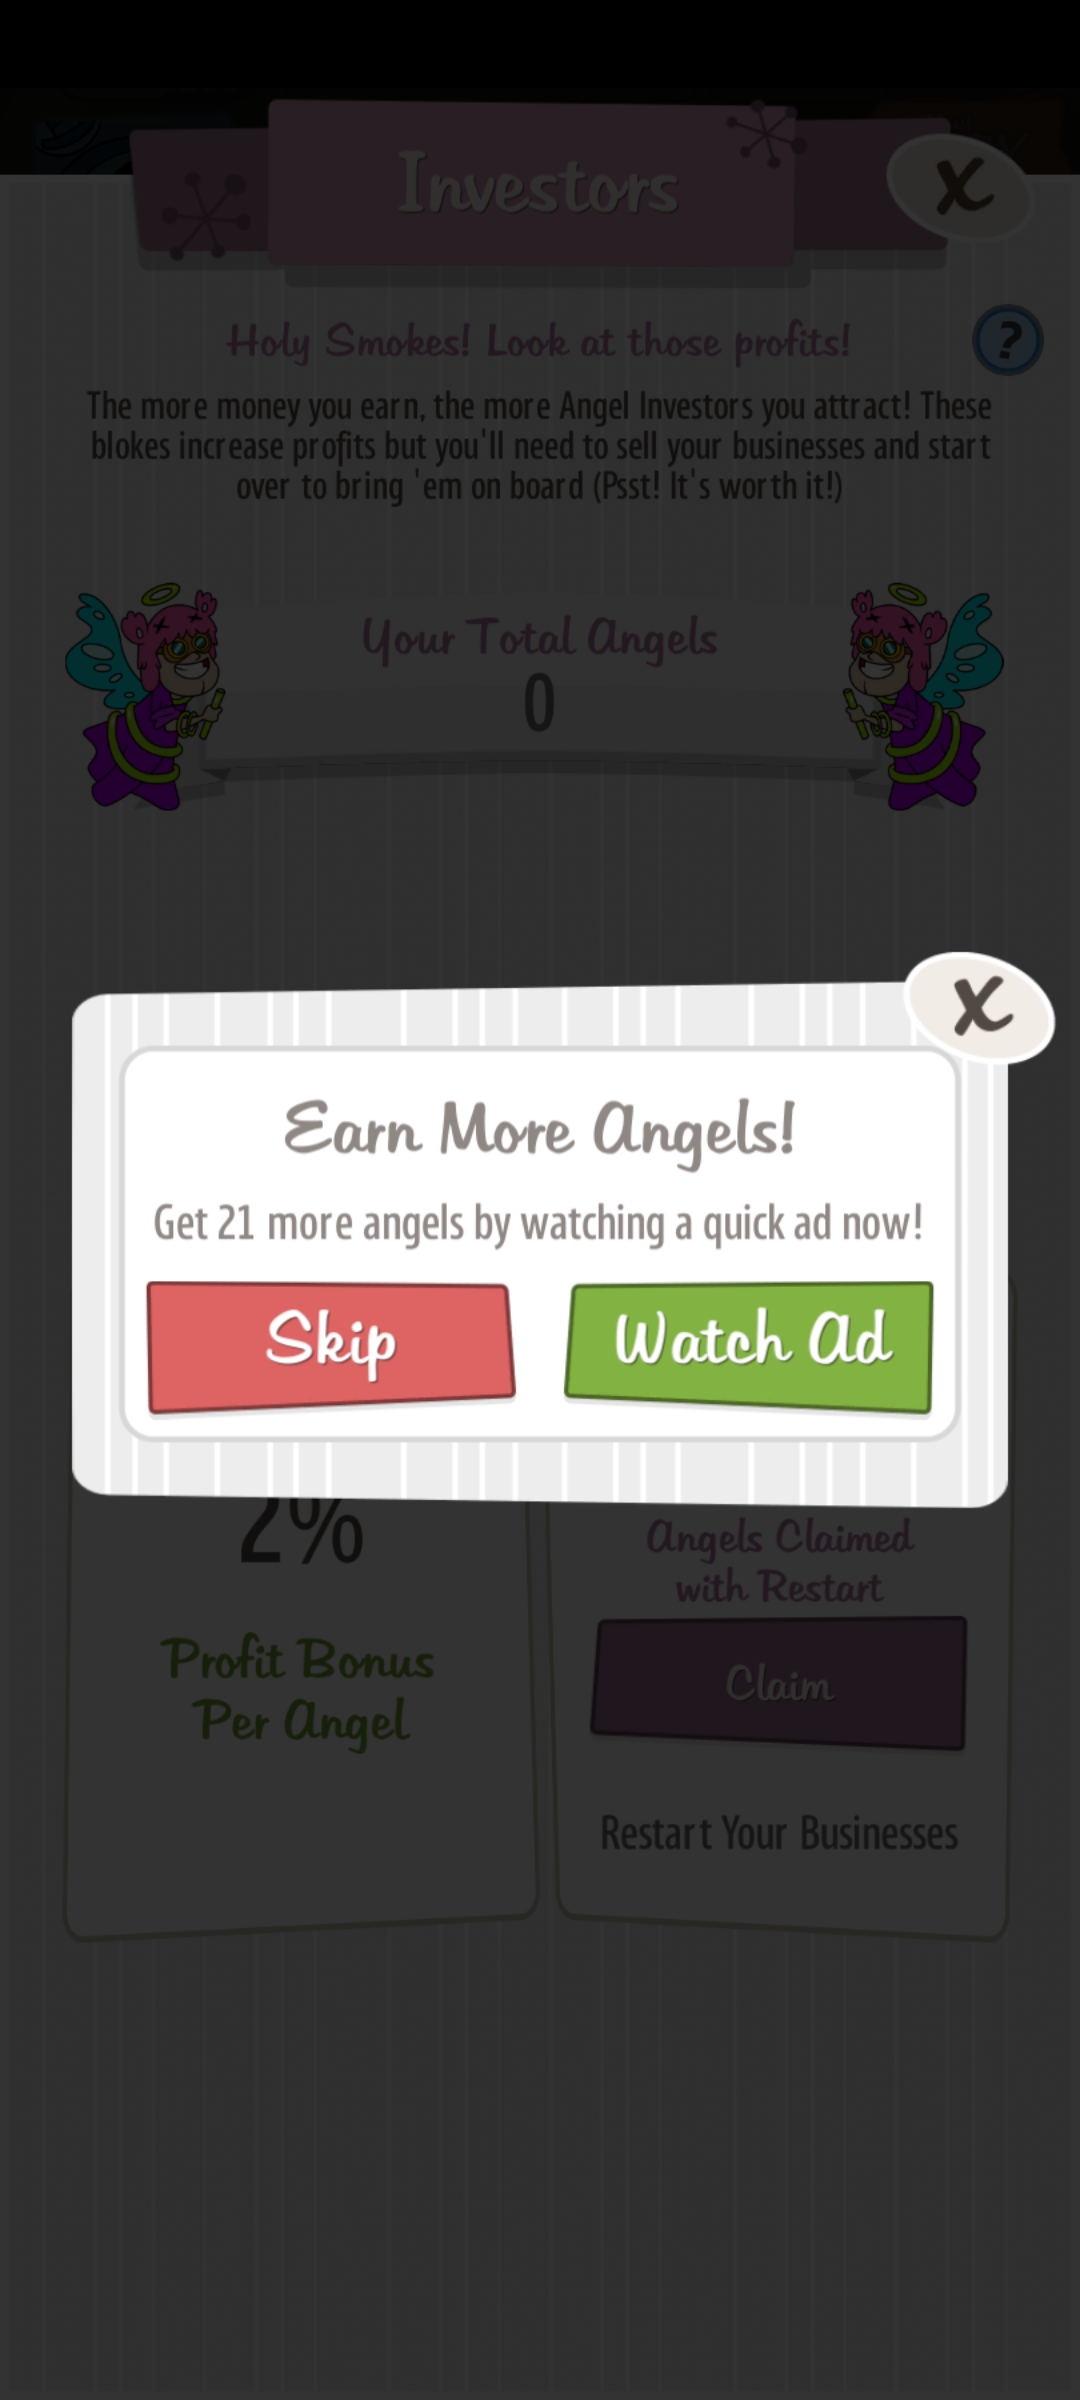 Investors
X
Holy Smokes! Look at those profits!
?
The more money you earn, the more Angel Investors you attract! These
blokes increase profits but you'll need to sell your businesses and start
over to bring 'em on board (Psst! It's worth it!)
Your Total Angels
0
X
Earn More Angels!
Get 21 more angels by watching a quick ad now!
Skip
Watch Ad
2%
Profit Bonus
Per Angel
Angels Claimed
with Restart
Claim
Restart Your Businesses